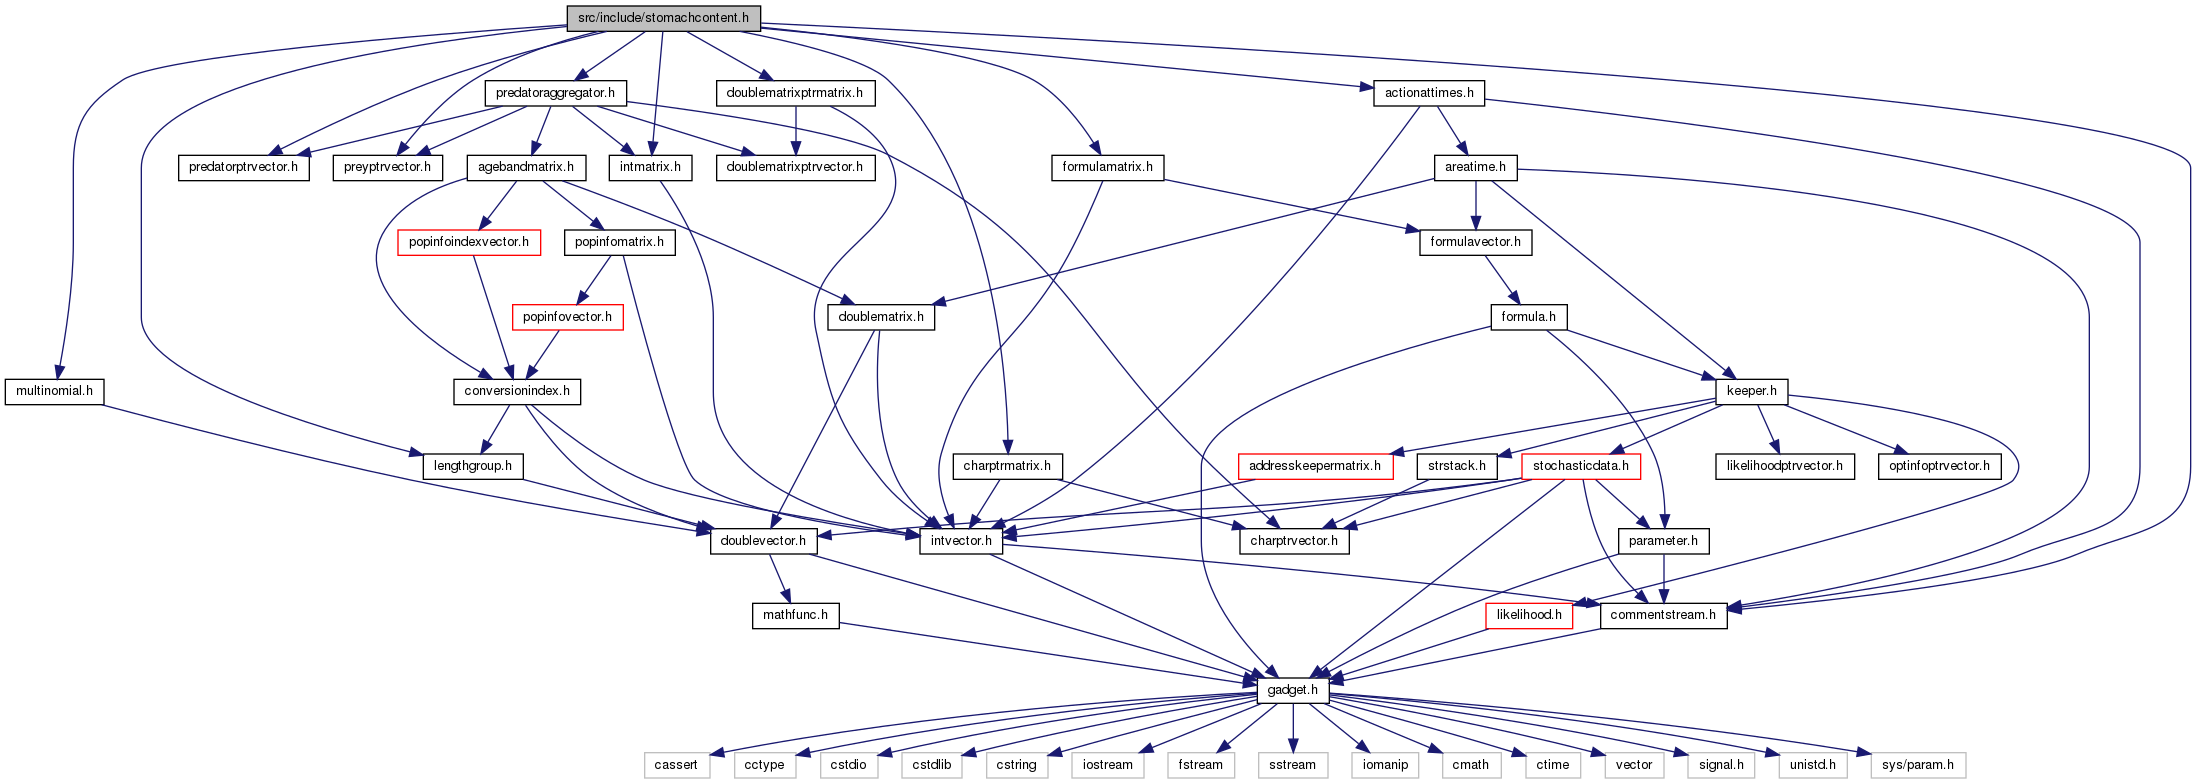 src/include/stomachcontent.h
predatoraggregator.h
doublematrixptrmatrix.h
actionattimes.h
predatorptrvector.h
preyptrvector.h
agebandmatrix.h
intmatrix.h
doublematrixptrvector.h
formulamatrix.h
areatime.h
popinfoindexvector.h
popinfomatrix.h
formulavector.h
popinfovector.h
doublematrix.h
formula.h
multinomial.h
conversionindex.h
keeper.h
lengthgroup.h
charptrmatrix.h
addresskeepermatrix.h
strstack.h
stochasticdata.h
likelihoodptrvector.h
optinfoptrvector.h
doublevector.h
intvector.h
charptrvector.h
parameter.h
mathfunc.h
likelihood.h
commentstream.h
gadget.h
cassert
cctype
cstdio
cstdlib
cstring
iostream
fstream
sstream
iomanip
cmath
ctime
vector
signal.h
unistd.h
sys/param.h